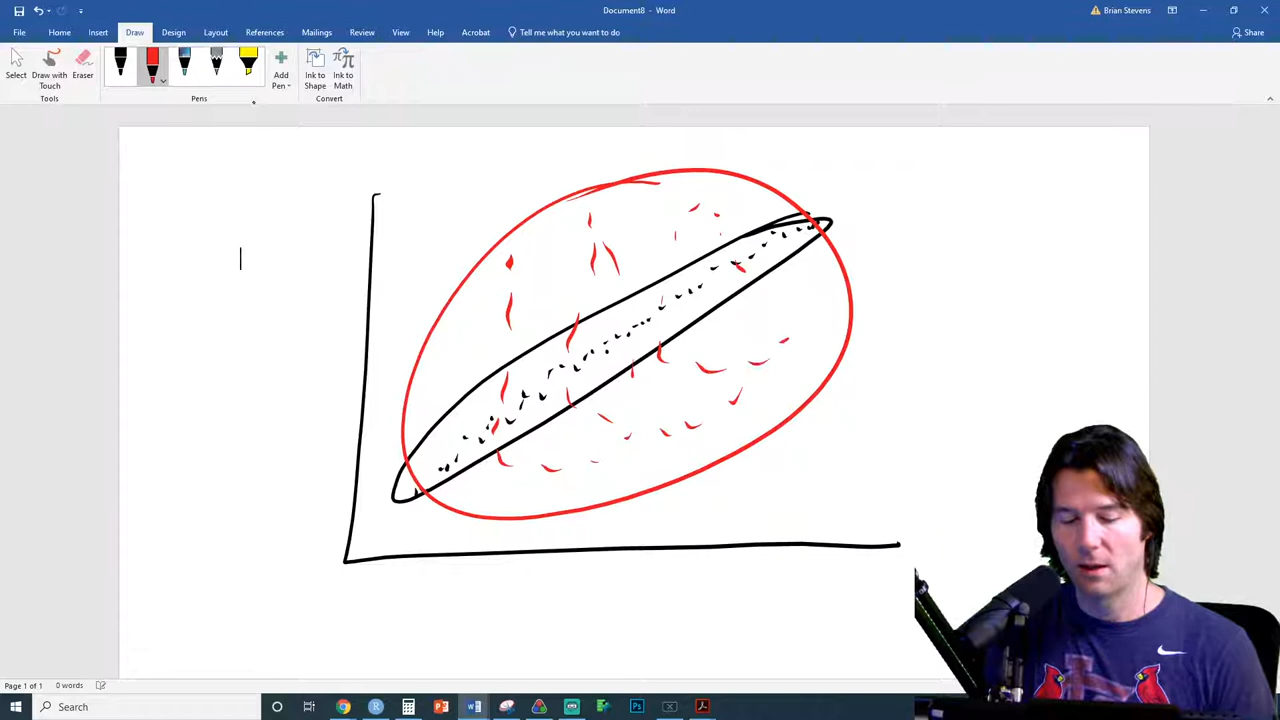 Document8 - Word
Brian Stevens
File Home Insert Draw Design Layout References Mailings Review View Help Acrobat Tell me what you want to do Share
Select
Draw with Touch
Eraser
Add Pen
Ink to Shape
Ink to Math
Tools
Pens
Convert
Page 1 of 1 0 words
Search